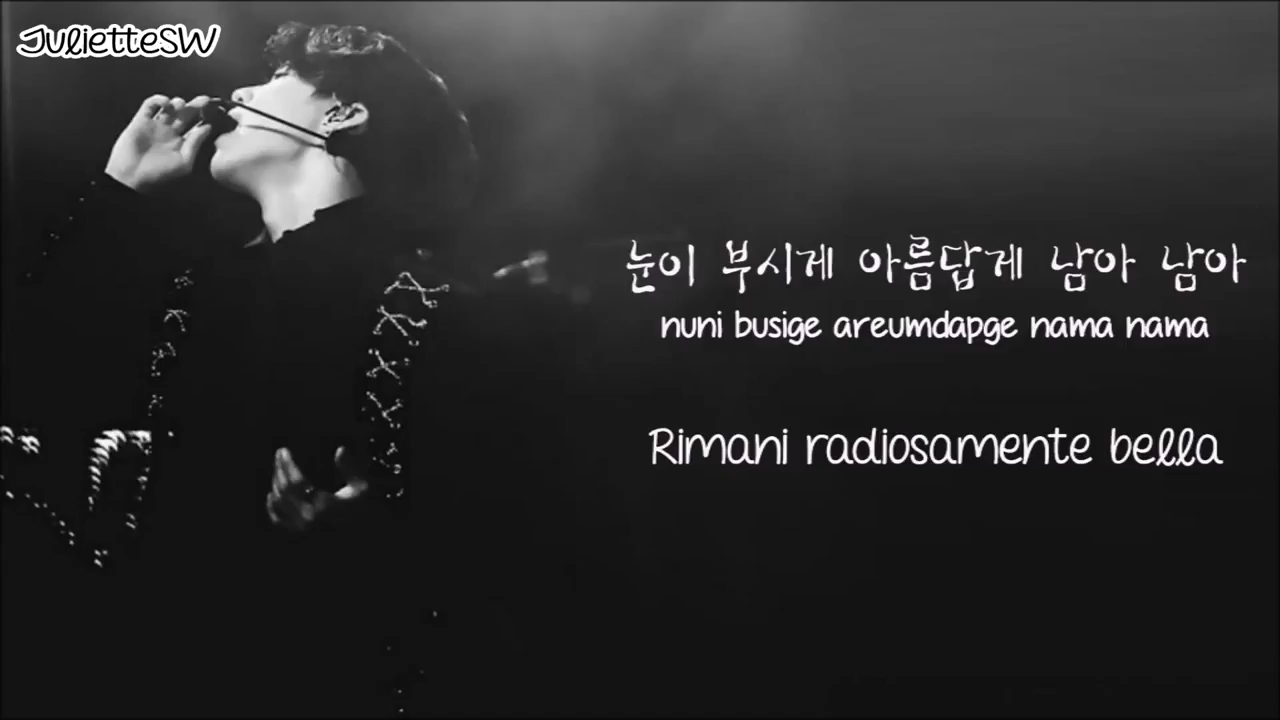 JulietteSW
눈이 부시게 아름답게 남아 남아
nuni busige areumdapge nama nama
Rimani radiosamente bella